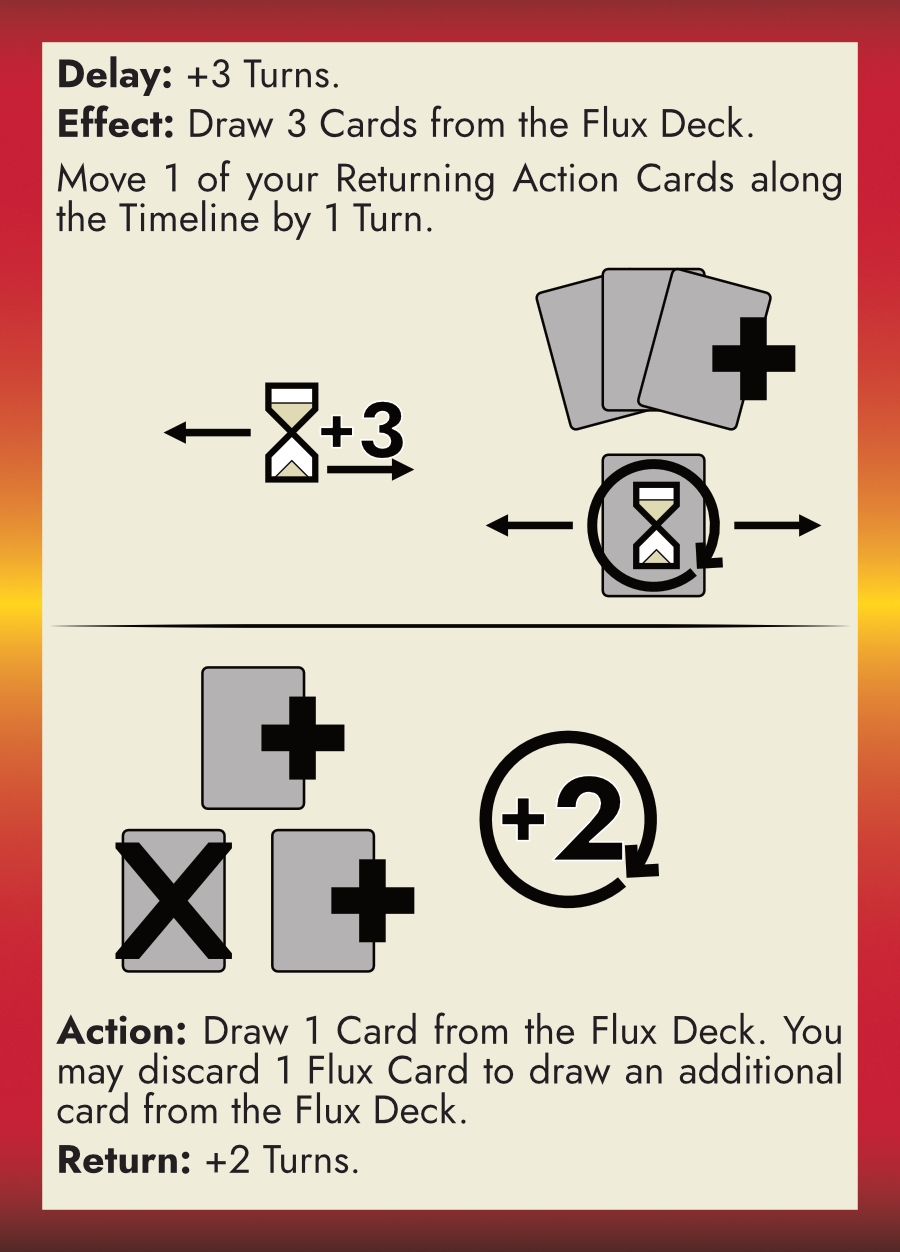 Delay: +3 Turns.
Effect: Draw 3 Cards from the Flux Deck.
Move 1 of your Returning Action Cards along
the Timeline by 1 Turn.
+3
+2
Action: Draw 1 Card from the Flux Deck. You
may discard 1 Flux Card to draw an additional
card from the Flux Deck.
Return: +2 Turns.